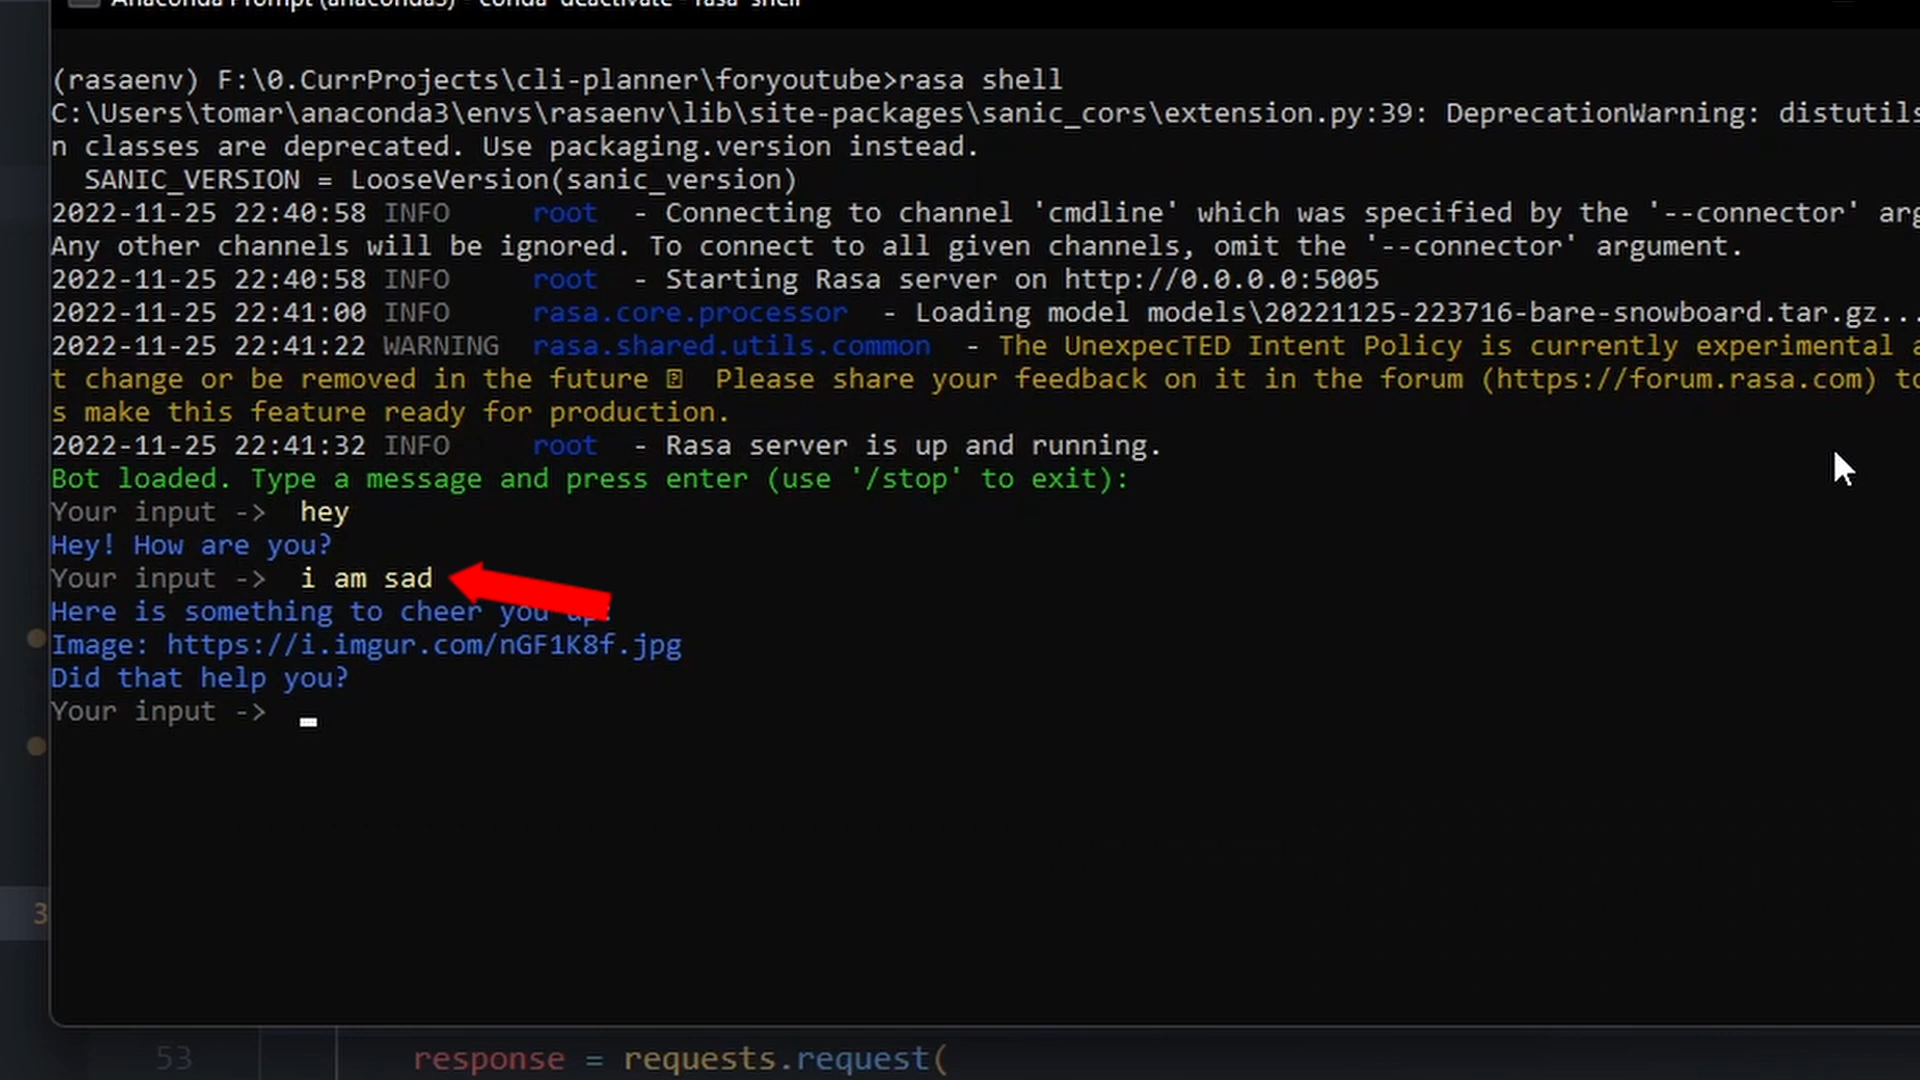 Anaconda Prompt (anaconda3) - conda deactivate - rasa shell
(rasaenv) F:\0.CurrProjects\cli-planner\foryoutube>rasa shell
C:\Users\tomar\anaconda3\envs\rasaenv\lib\site-packages\sanic_cors\extension.py:39: DeprecationWarning: distutils
n classes are deprecated. Use packaging.version instead.
SANIC_VERSION = LooseVersion(sanic_version)
2022-11-25 22:40:58 INFO root - Connecting to channel 'cmdline' which was specified by the '--connector' arg
Any other channels will be ignored. To connect to all given channels, omit the '--connector' argument.
2022-11-25 22:40:58 INFO root - Starting Rasa server on http://0.0.0.0:5005
2022-11-25 22:41:00 INFO rasa.core.processor - Loading model models\20221125-223716-bare-snowboard.tar.gz...
2022-11-25 22:41:22 WARNING rasa.shared.utils.common - The UnexpecTED Intent Policy is currently experimental a
t change or be removed in the future Please share your feedback on it in the forum (https://forum.rasa.com) to
s make this feature ready for production.
2022-11-25 22:41:32 INFO root - Rasa server is up and running.
Bot loaded. Type a message and press enter (use '/stop' to exit):
Your input -> hey
Hey! How are you?
Your input -> i am sad
Here is something to cheer you up:
Image: https://i.imgur.com/nGF1K8f.jpg
Did that help you?
Your input ->
3
53 response = requests.request(